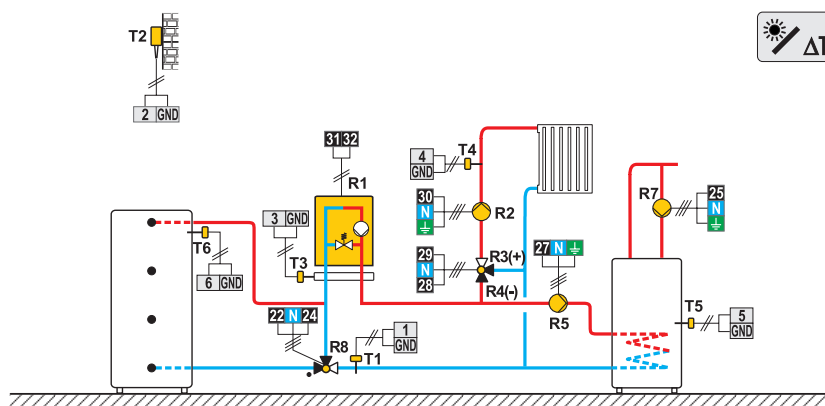 T2
ΔT
2 GND
31 32
T4
4
GND
R1
R7
25
N
30
N
R2
3 GND
T6
T3
29
N
28
R3(+)
27 N
R4(-)
6 GND
22 N 24
1
GND
R5
T5
5
GND
R8
T1